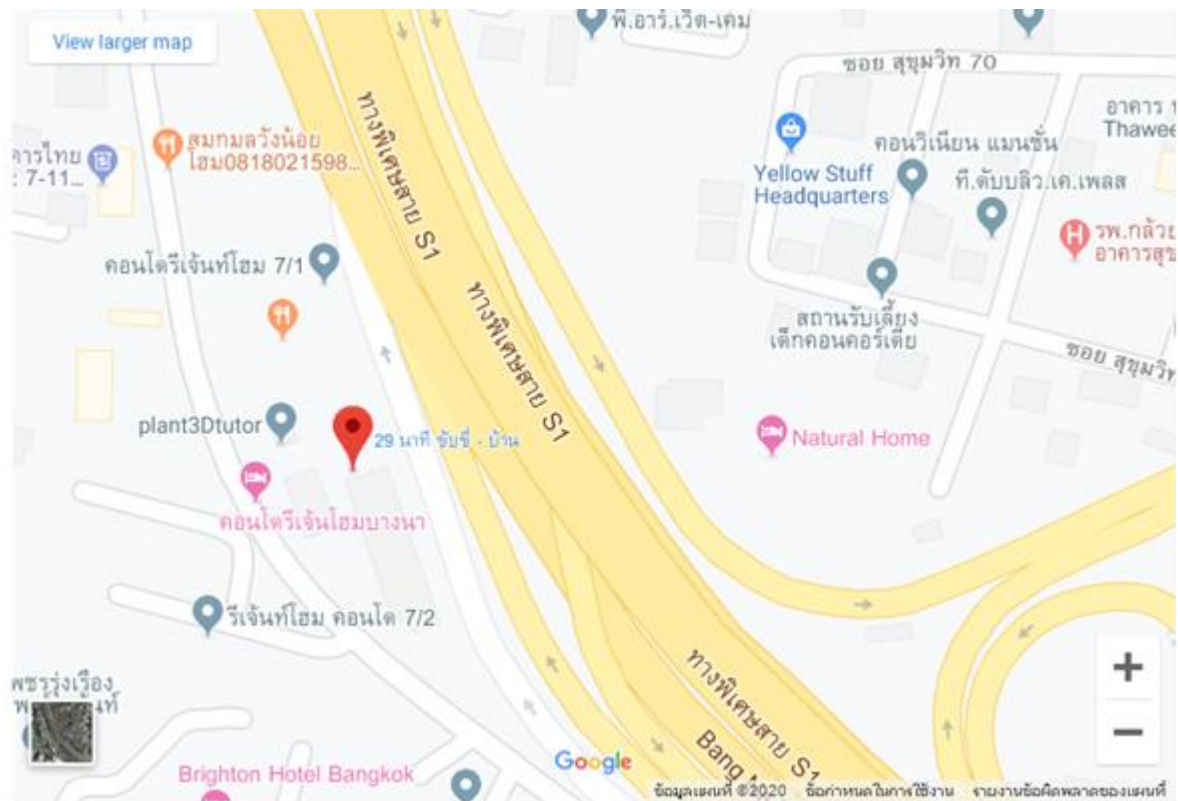 พี.อาร์.เว็ต-เคม
View larger map
ซอย สุขุมวิท 70
อาคาร
Thawee
สมกมลวังน้อย
โฮม0818021598...
ทางพิเศษสาย S1
คารไทย
: 7-11...
คอนวิเนียน แมนชั่น
Yellow Stuff
Headquarters
ที.ดับบลิว.เค.เพลส
รพ.กล้วย
อาคารสุข
คอนโดรีเจ้นท์โฮม 7/1
ทางพิเศษสาย S1
สถานรับเลี้ยง
เด็กคอนคอร์เดีย
ซอย สุขุมวิท
plant3Dtutor
29 นาที ขับขี่ - บ้าน
Natural Home
คอนโดรีเจ้นโฮมบางนา
รีเจ้นท์โฮม คอนโด 7/2
ทางพิเศษสาย S1
พชรรุ่งเรือง
Bang
Google
Brighton Hotel Bangkok
ข้อมูลแผนที่ ©2020 ข้อกำหนดในการใช้งาน รายงานข้อผิดพลาดของแผนที่